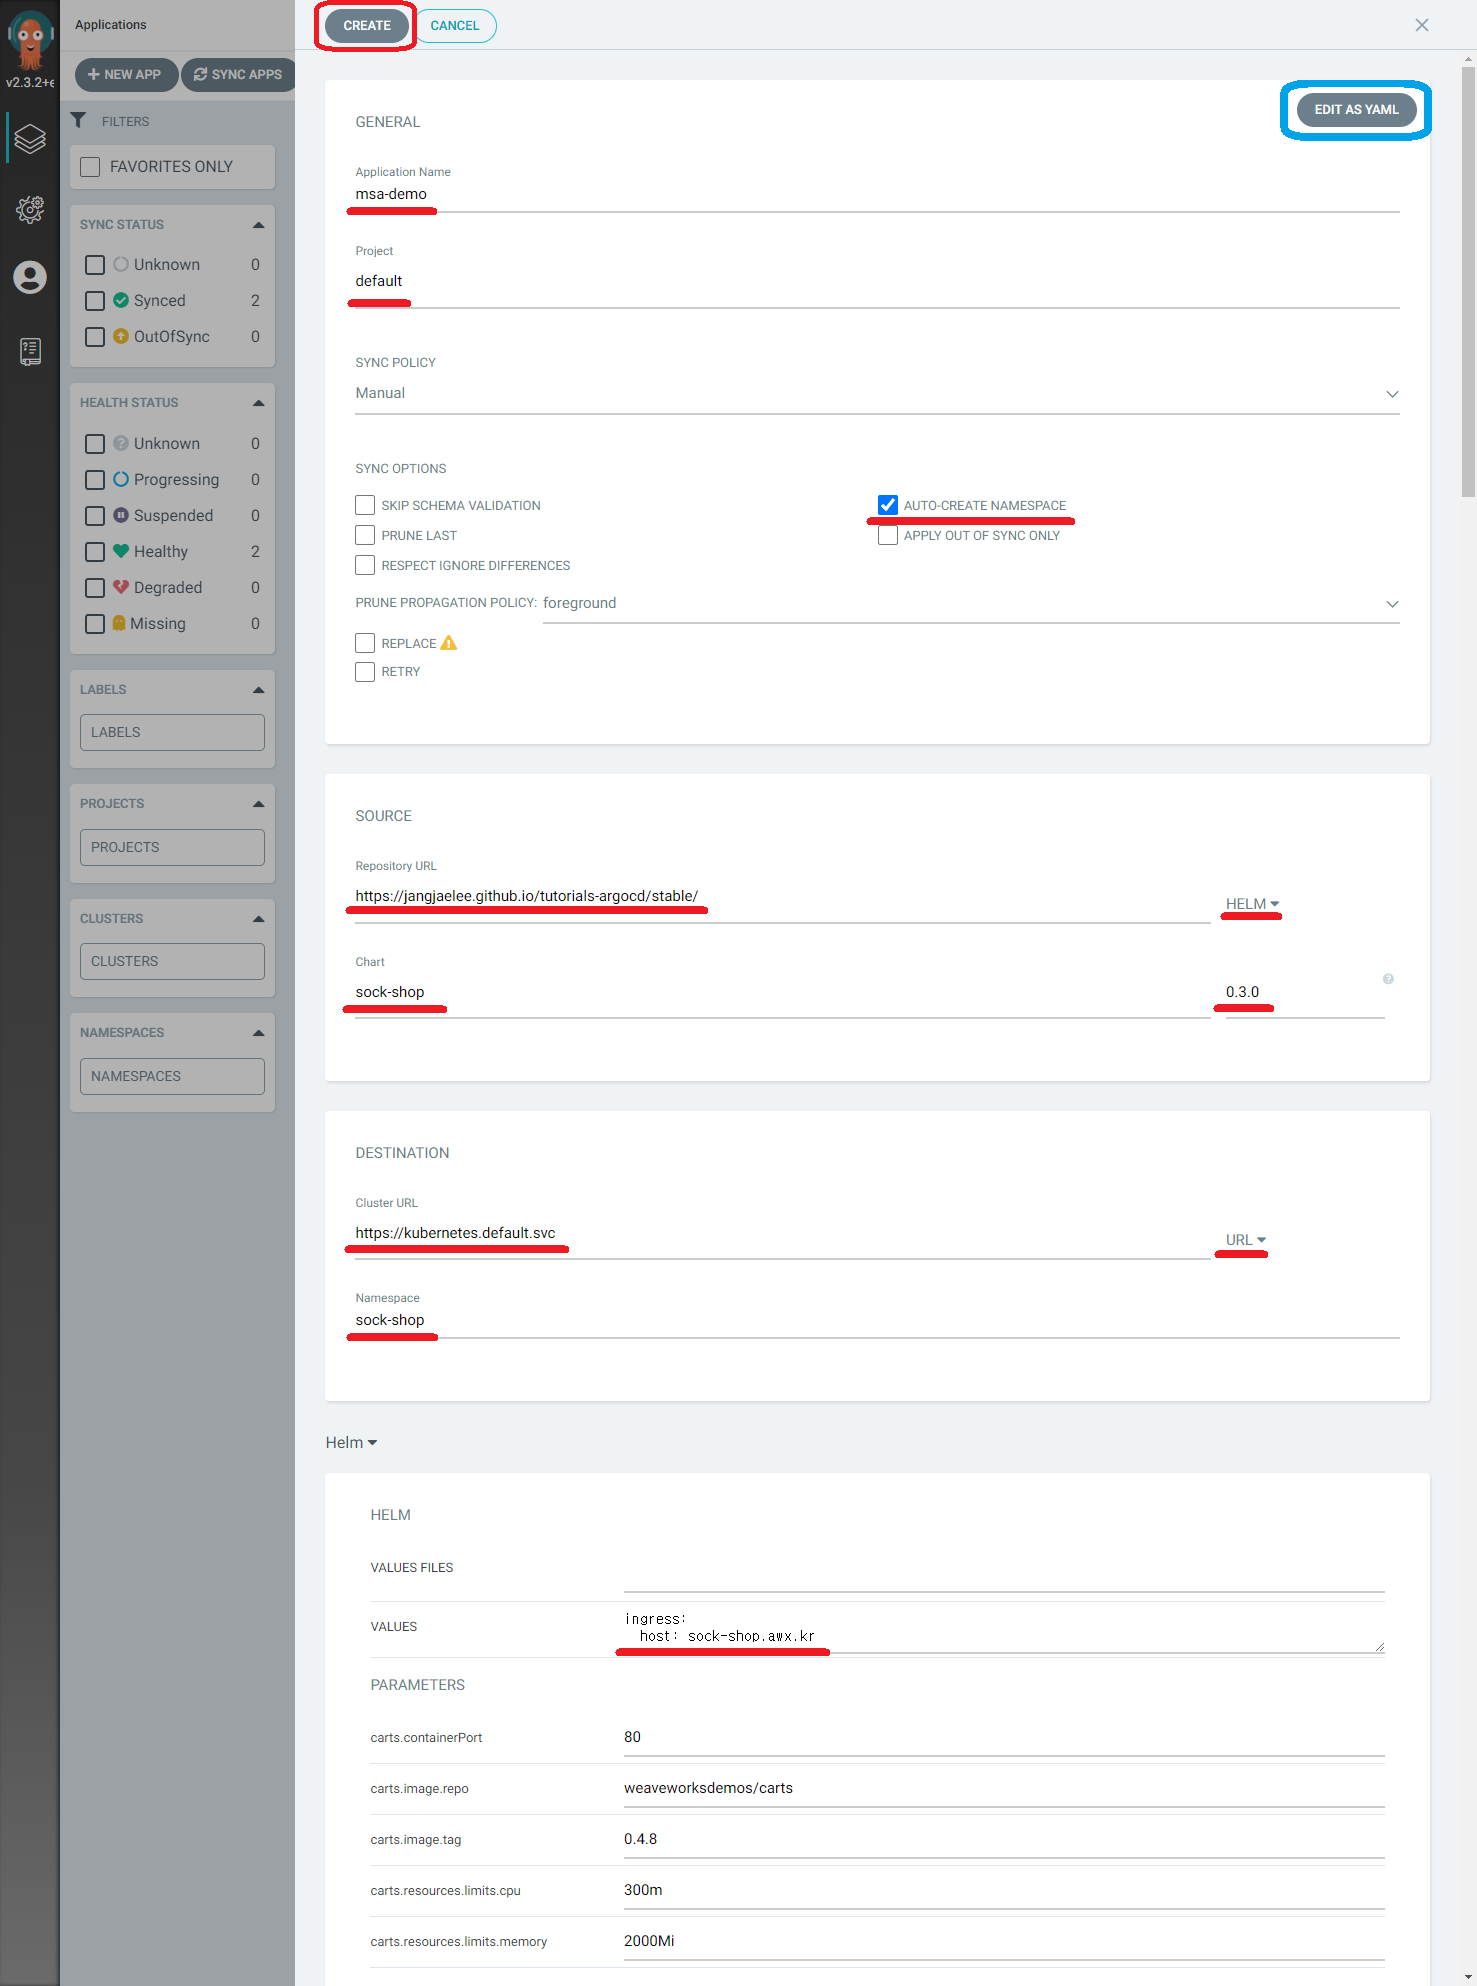 Applications
v2.3.2+e
NEW APP
SYNC APPS
FILTERS
FAVORITES ONLY
SYNC STATUS
Unknown 0
Synced 2
OutOfSync 0
HEALTH STATUS
Unknown 0
Progressing 0
Suspended 0
Healthy 2
Degraded 0
Missing 0
LABELS
LABELS
PROJECTS
PROJECTS
CLUSTERS
CLUSTERS
NAMESPACES
NAMESPACES
CREATE
CANCEL
EDIT AS YAML
GENERAL
Application Name
msa-demo
Project
default
SYNC POLICY
Manual
SYNC OPTIONS
SKIP SCHEMA VALIDATION
AUTO-CREATE NAMESPACE
PRUNE LAST
APPLY OUT OF SYNC ONLY
RESPECT IGNORE DIFFERENCES
PRUNE PROPAGATION POLICY: foreground
REPLACE
RETRY
SOURCE
Repository URL
https://jangjaelee.github.io/tutorials-argocd/stable/
HELM
Chart
sock-shop
0.3.0
DESTINATION
Cluster URL
https://kubernetes.default.svc
URL
Namespace
sock-shop
Helm
HELM
VALUES FILES
VALUES
ingress:
host: sock-shop.awx.kr
PARAMETERS
carts.containerPort 80
carts.image.repo weaveworksdemos/carts
carts.image.tag 0.4.8
carts.resources.limits.cpu 300m
carts.resources.limits.memory 2000Mi